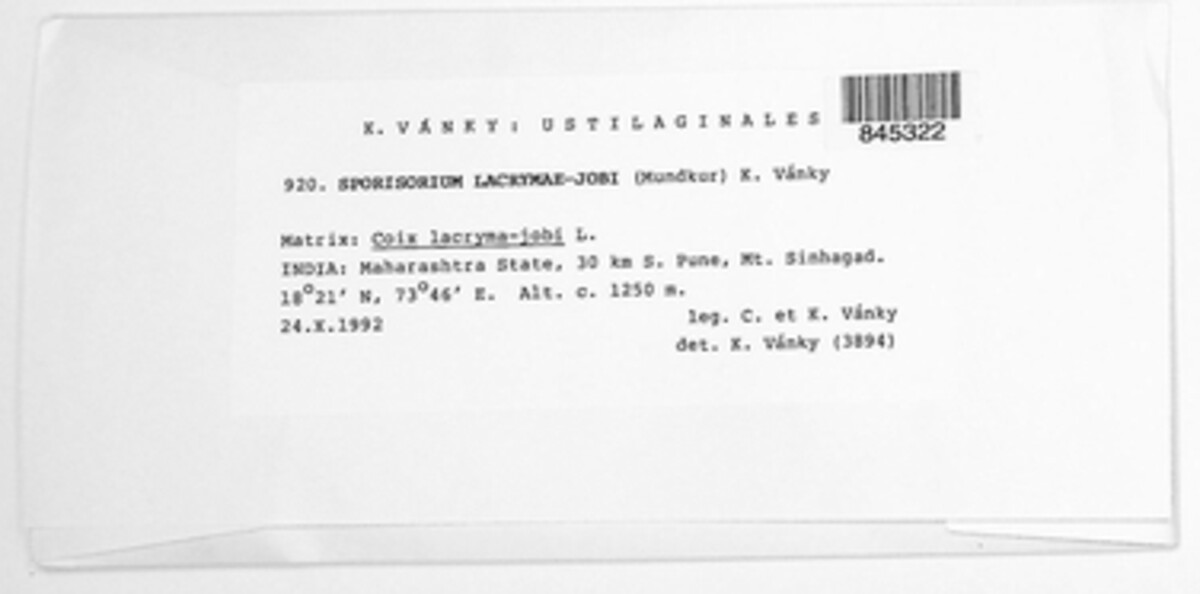 K. VÁNKY: USTILAGINALES
845322
920. SPORISORIUM LACRYMAE-JOBI (Mundkur) K. Vánky
Matrix: Coix lacryma-jobi L.
INDIA: Maharashtra State, 30 km S. Pune, Mt. Sinhagad.
18°21' N, 73°46' E. Alt. c. 1250 m.
24.X.1992
leg. C. et K. Vánky
det. K. Vánky (3894)